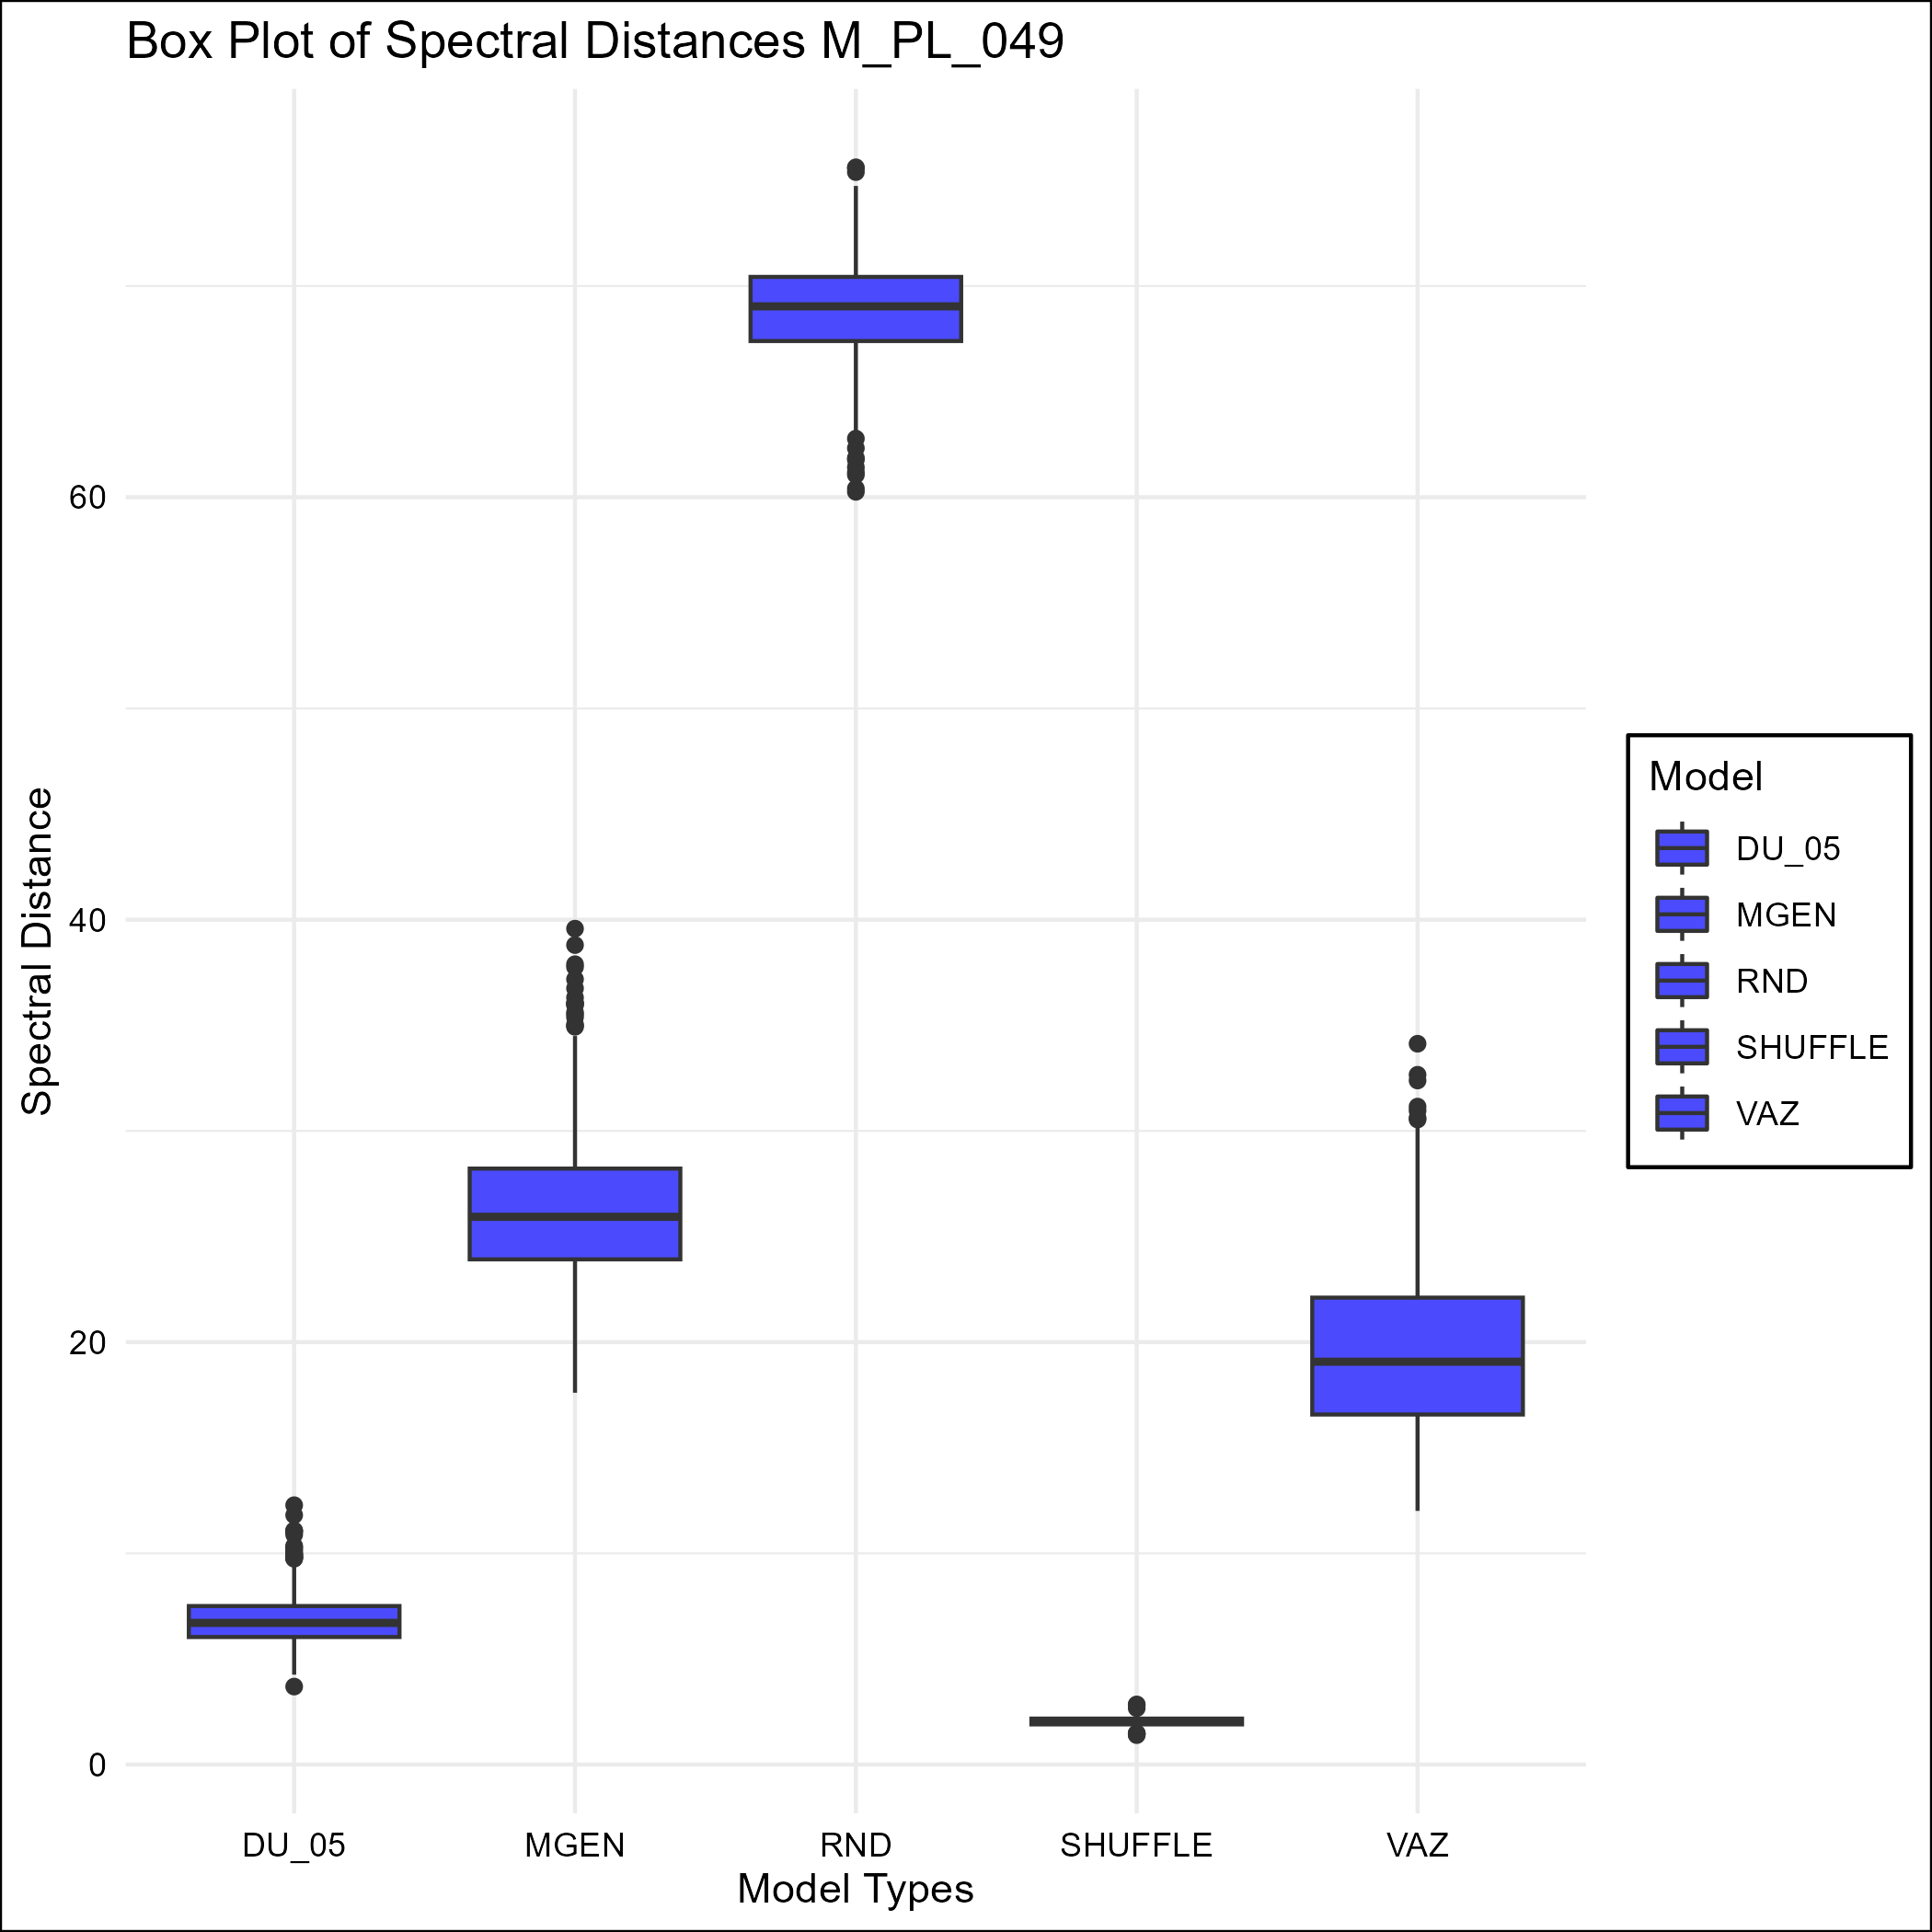 Box Plot of Spectral Distances M_PL_049
Spectral Distance
60
40
20
0
DU_05
MGEN
RND
SHUFFLE
VAZ
Model Types
Model
DU_05
MGEN
RND
SHUFFLE
VAZ